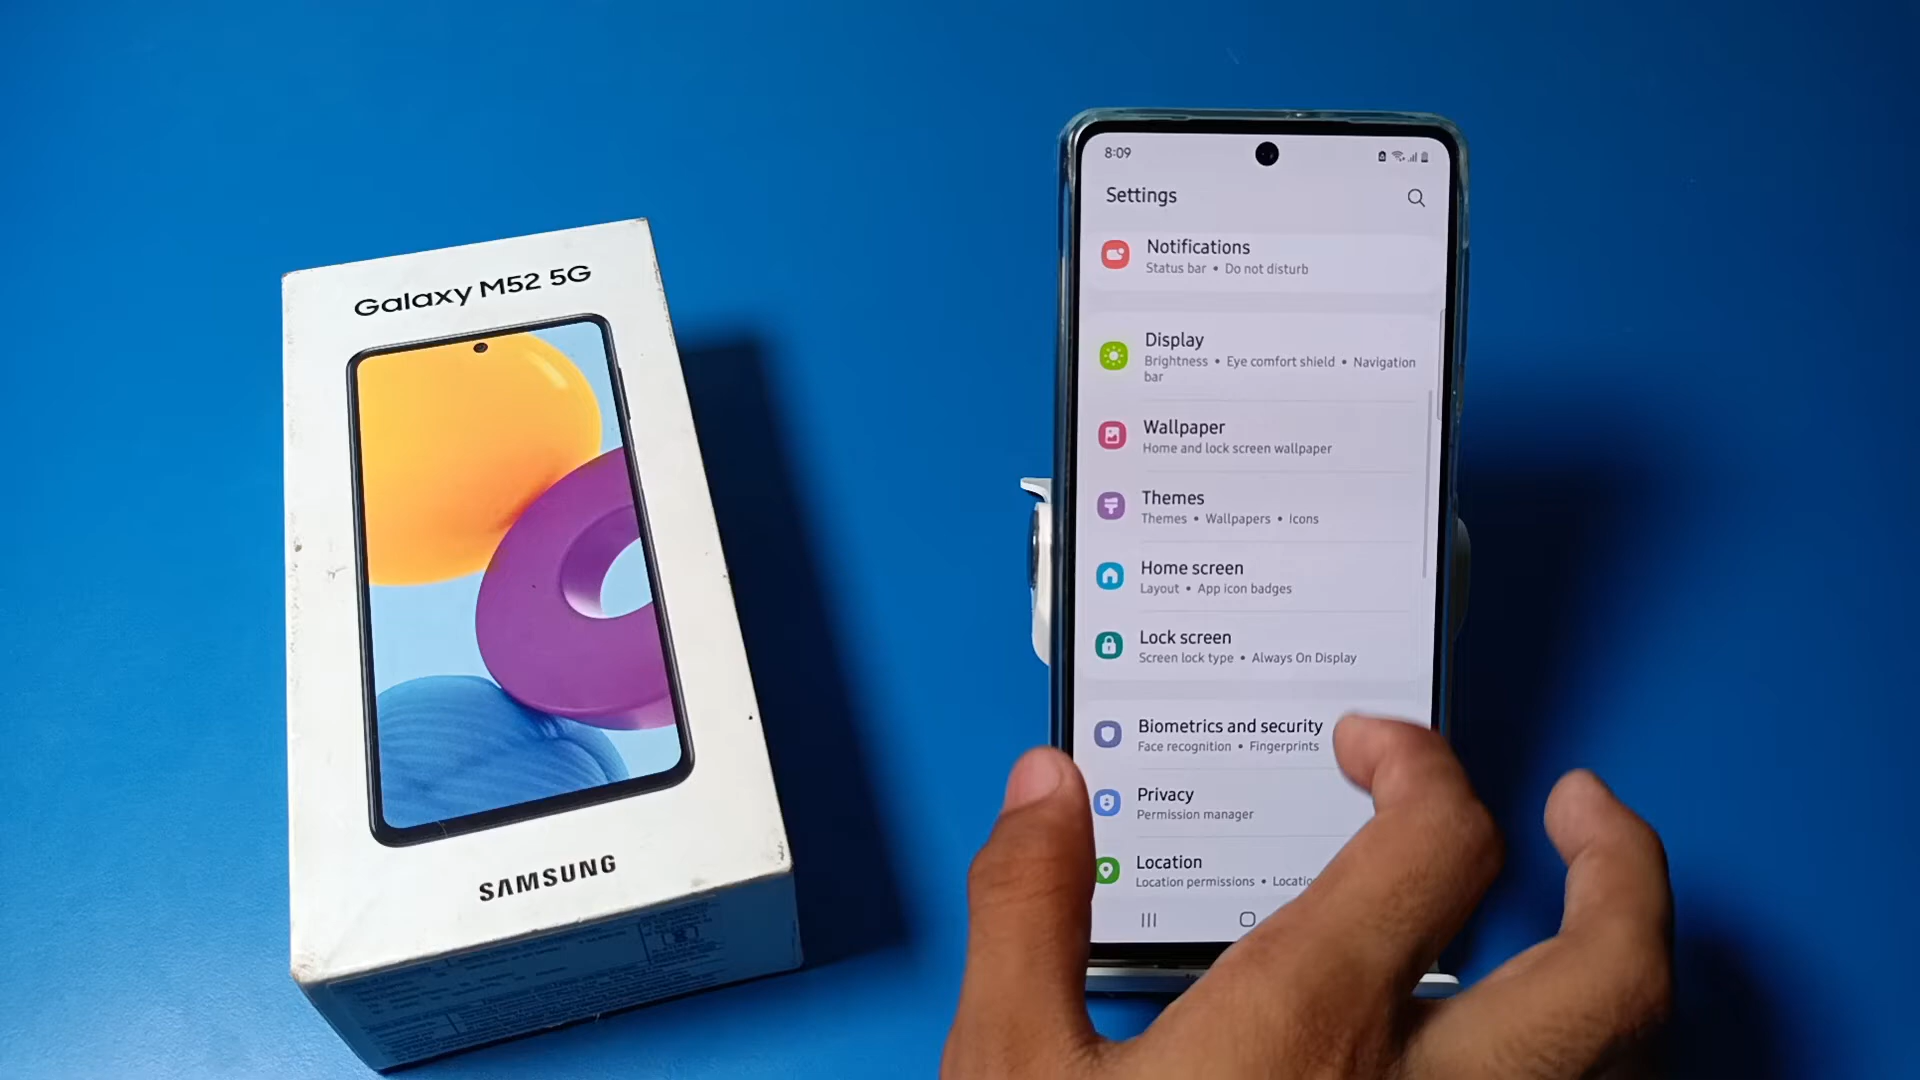 Galaxy M52 5G
SAMSUNG
8:09
Settings
Notifications
Status bar • Do not disturb
Display
Brightness • Eye comfort shield • Navigation
bar
Wallpaper
Home and lock screen wallpaper
Themes
Themes • Wallpapers • Icons
Home screen
Layout • App icon badges
Lock screen
Screen lock type • Always On Display
Biometrics and security
Face recognition • Fingerprints
Privacy
Permission manager
Location
Location permissions •